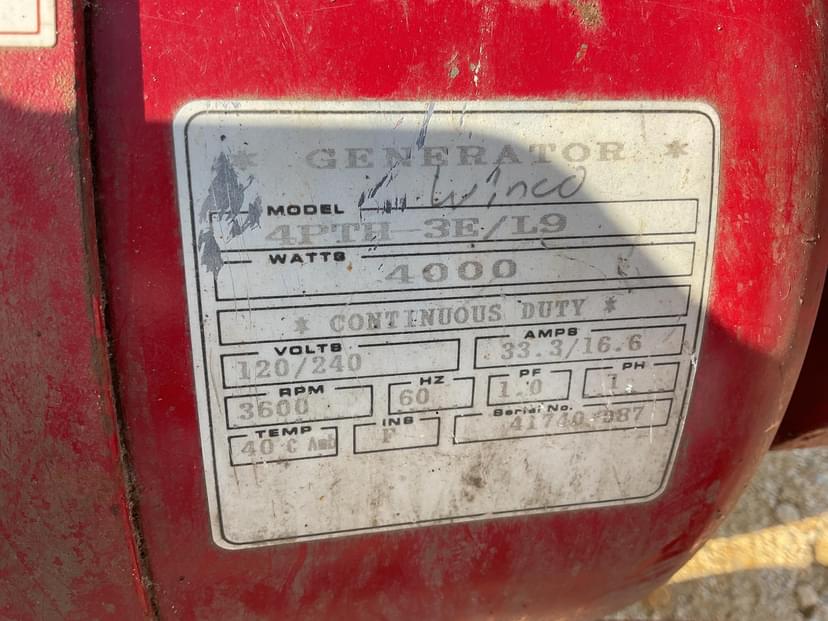 * GENERATOR *
Winco
MODEL
4PTH-3E/L9
WATTS
4000
* CONTINUOUS DUTY *
VOLTS AMPS
120/240 33.3/16.6
RPM HZ PF PH
3600 60 1.0 1
TEMP INS Serial No.
40 C Amb F 41740